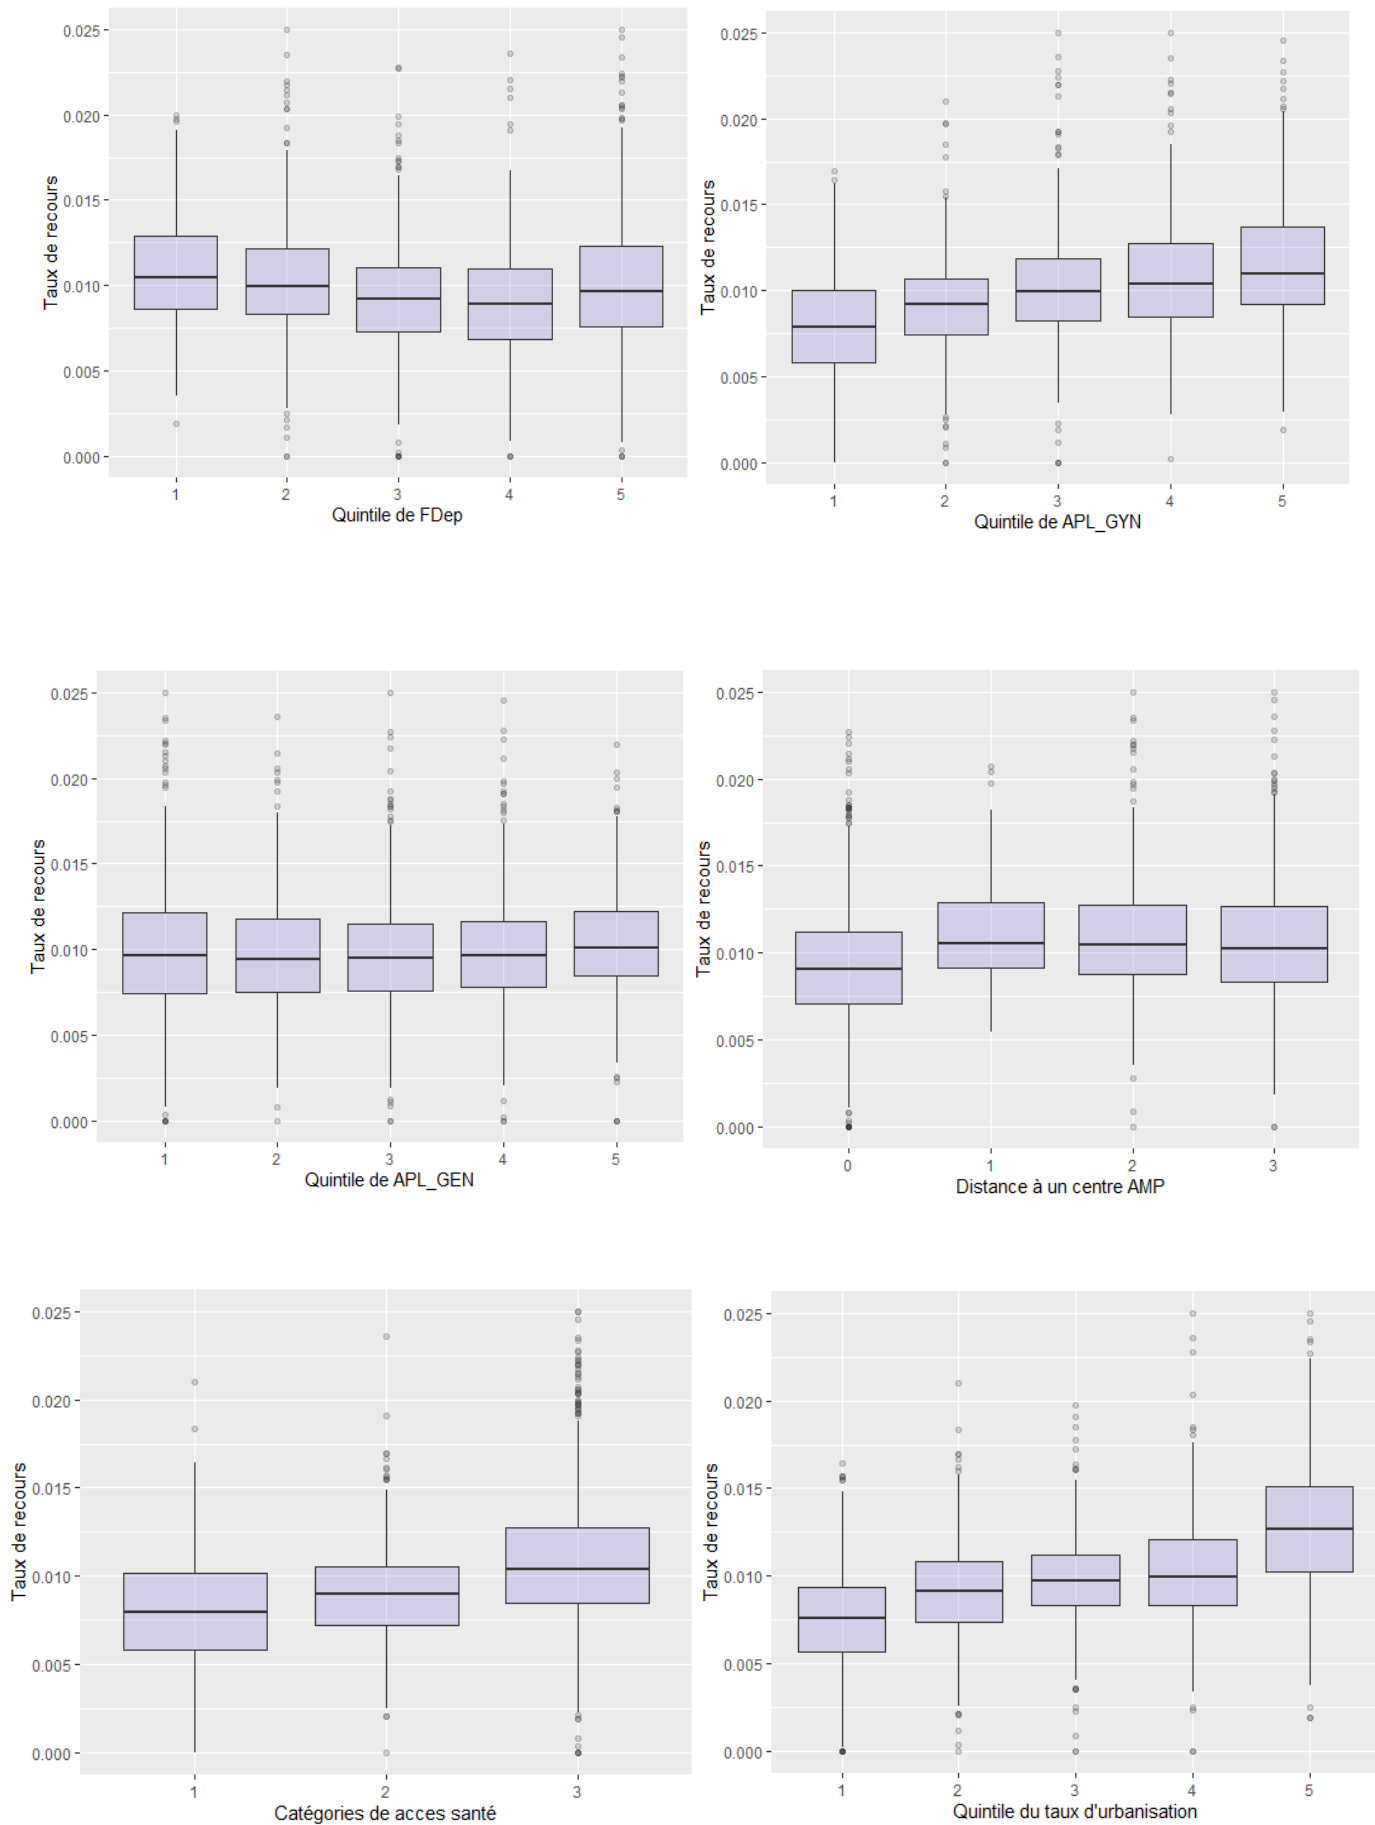 0.025
0.020
0.015
0.010
0.005
0.000
Taux de recours
1 2 3 4 5
Quintile de FDep
0.025
0.020
0.015
0.010
0.005
0.000
Taux de recours
1 2 3 4 5
Quintile de APL_GYN
0.025
0.020
0.015
0.010
0.005
0.000
Taux de recours
1 2 3 4 5
Quintile de APL_GEN
0.025
0.020
0.015
0.010
0.005
0.000
Taux de recours
0 1 2 3
Distance à un centre AMP
0.025
0.020
0.015
0.010
0.005
0.000
Taux de recours
1 2 3
Catégories de acces santé
0.025
0.020
0.015
0.010
0.005
0.000
Taux de recours
1 2 3 4 5
Quintile du taux d'urbanisation